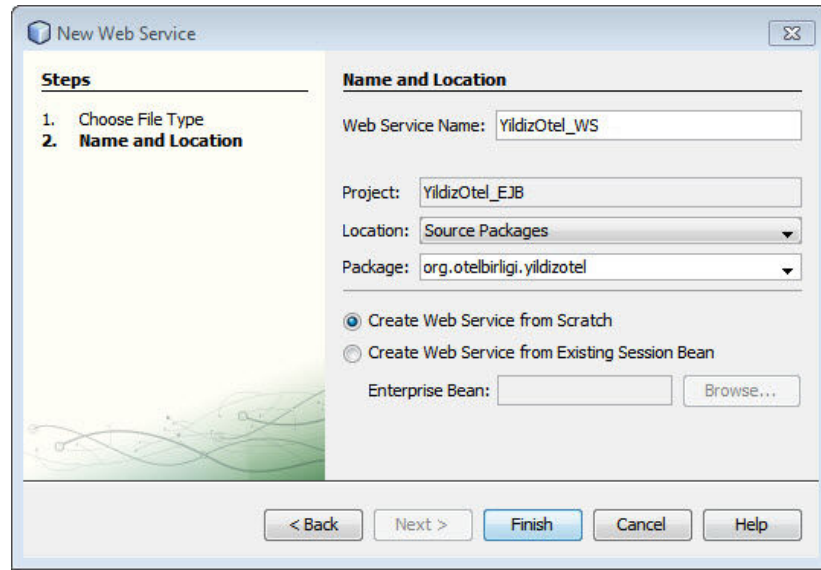 New Web Service
Steps
1. Choose File Type
2. Name and Location
Name and Location
Web Service Name: YildizOtel_WS
Project: YildizOtel_EJB
Location: Source Packages
Package: org.otelbirligi.yildizotel
Create Web Service from Scratch
Create Web Service from Existing Session Bean
Enterprise Bean: Browse...
< Back Next > Finish Cancel Help